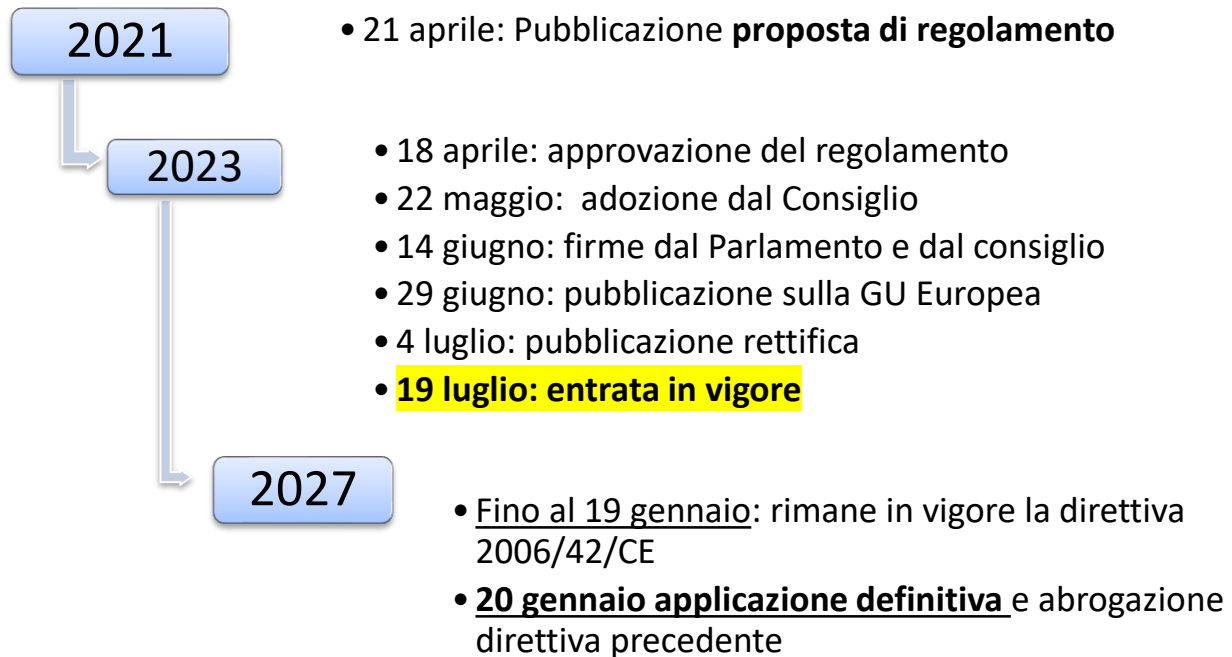 2021
• 21 aprile: Pubblicazione proposta di regolamento
2023
• 18 aprile: approvazione del regolamento
• 22 maggio: adozione dal Consiglio
• 14 giugno: firme dal Parlamento e dal consiglio
• 29 giugno: pubblicazione sulla GU Europea
• 4 luglio: pubblicazione rettifica
• 19 luglio: entrata in vigore
2027
• Fino al 19 gennaio: rimane in vigore la direttiva
2006/42/CE
• 20 gennaio applicazione definitiva e abrogazione
direttiva precedente